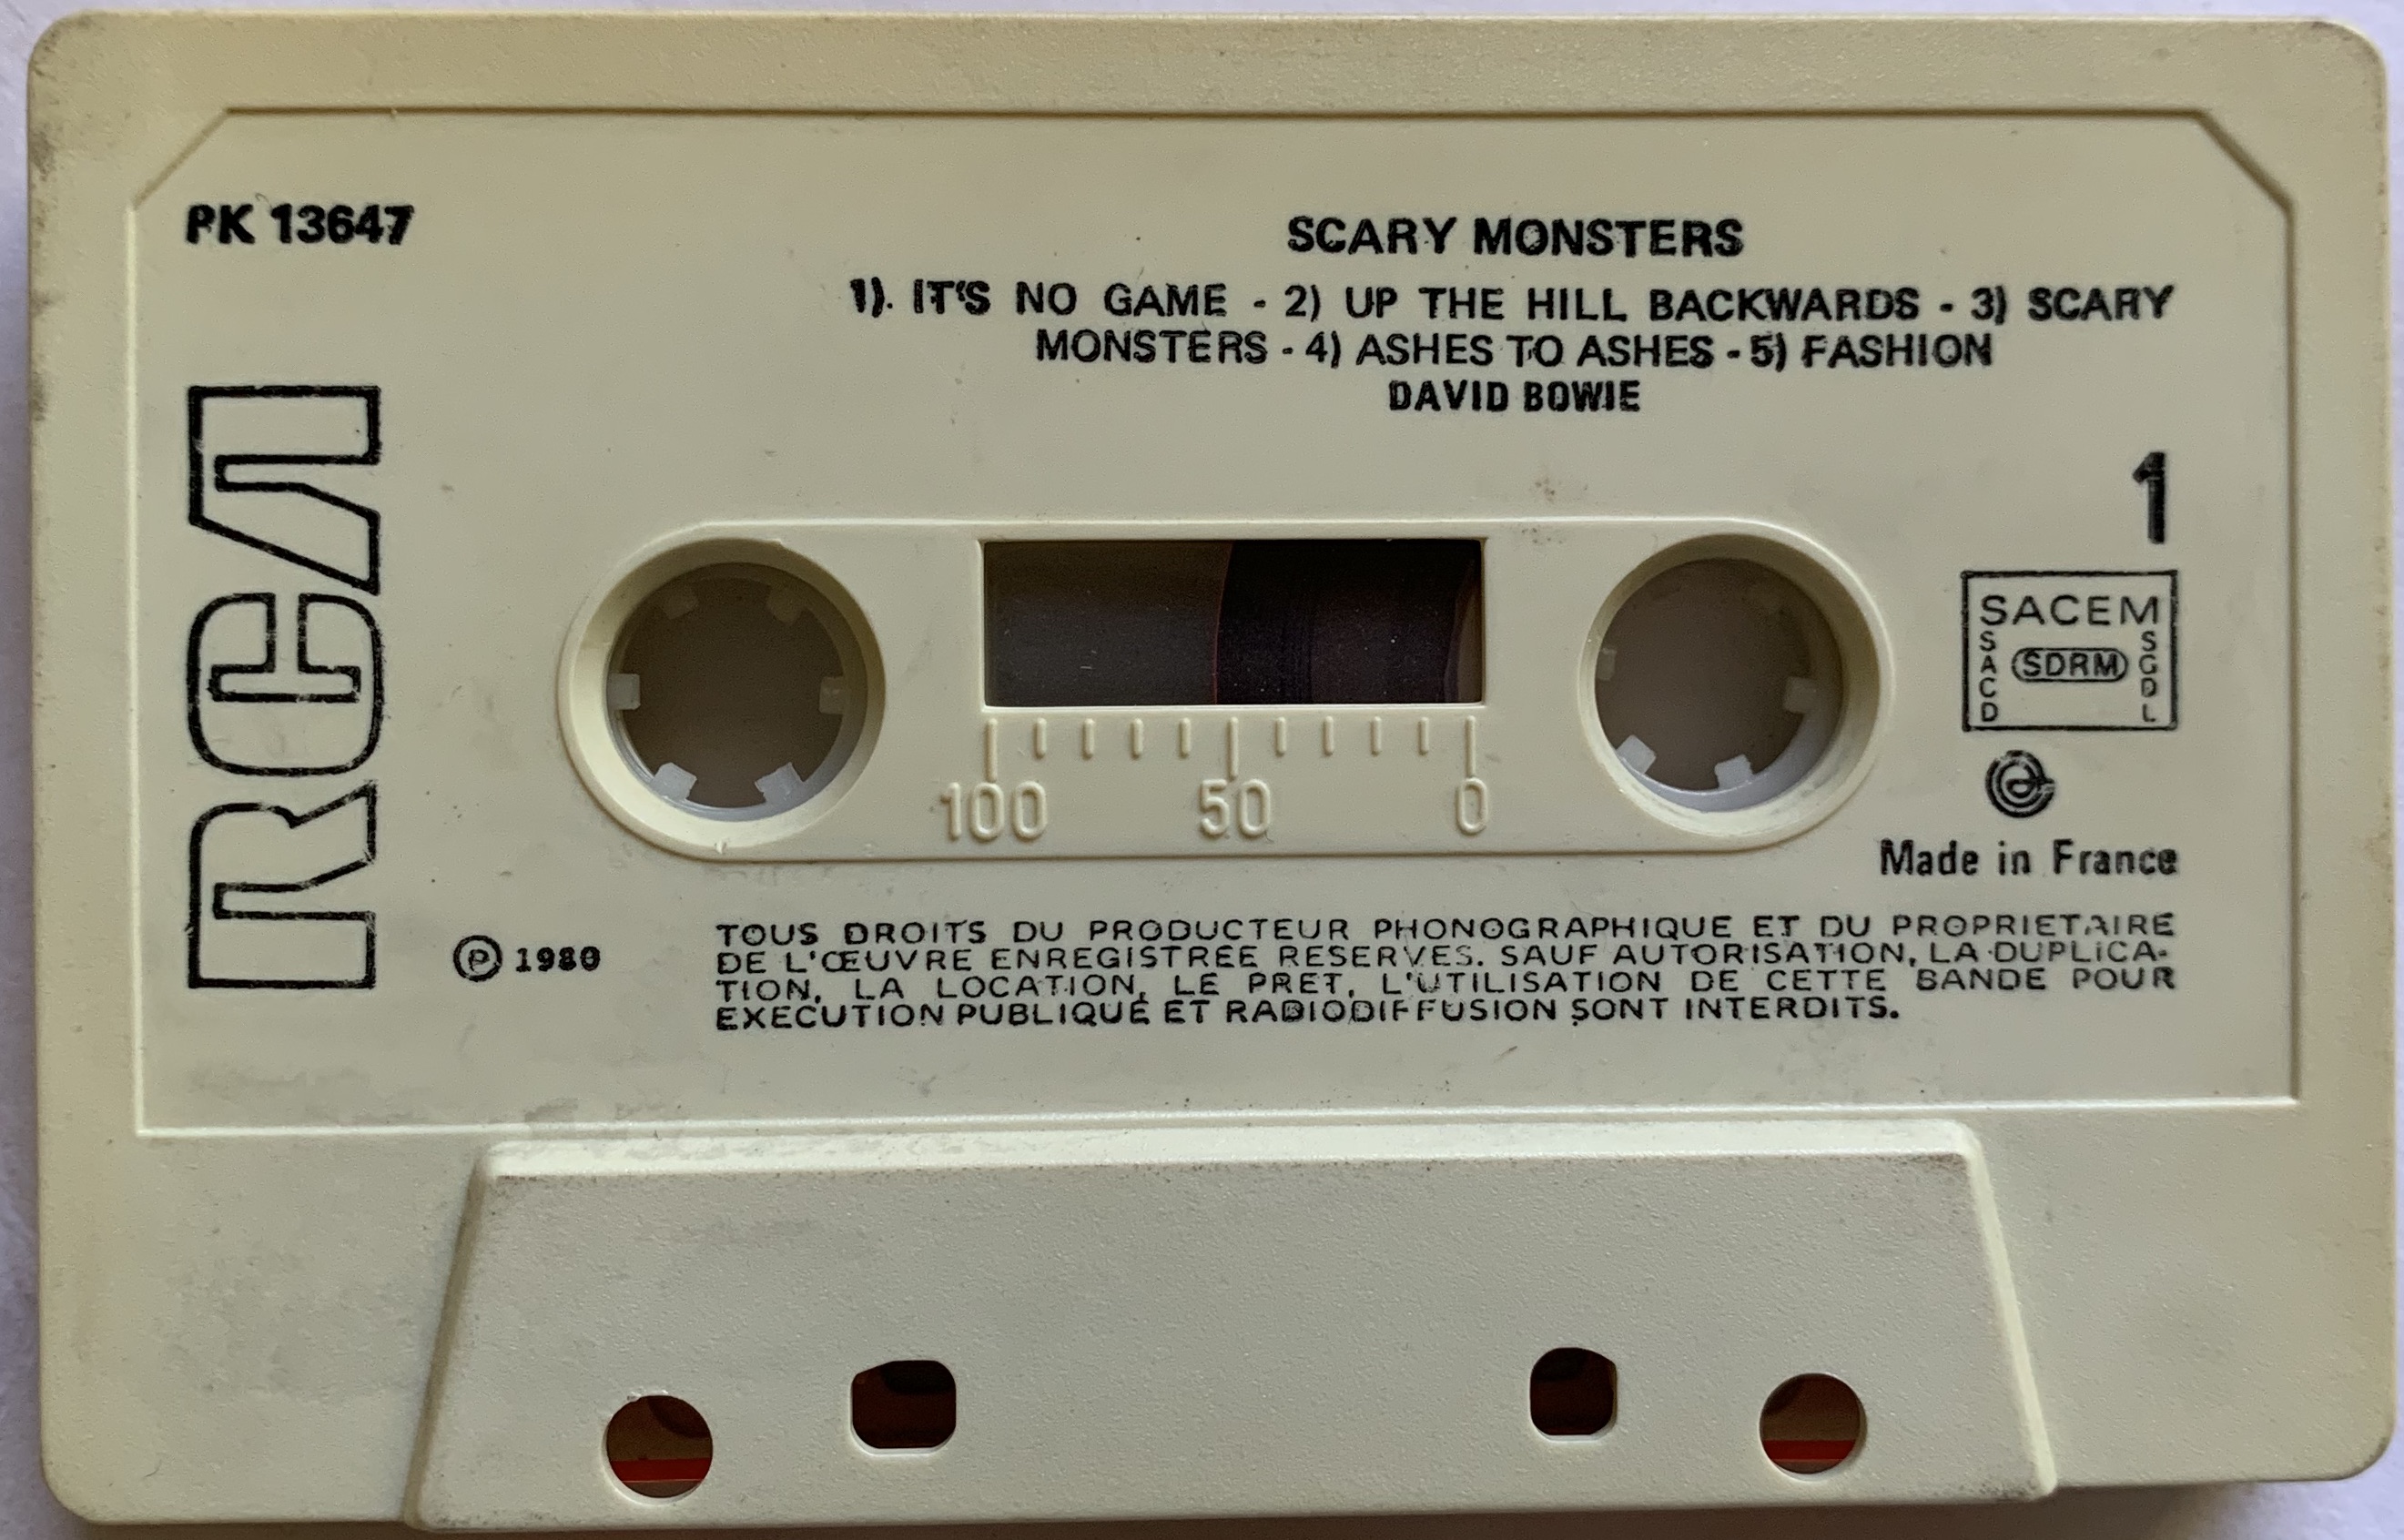 PK 13647
SCARY MONSTERS
1). IT'S NO GAME - 2) UP THE HILL BACKWARDS - 3) SCARY
MONSTERS - 4) ASHES TO ASHES - 5) FASHION
DAVID BOWIE
RCA
1
SACEM
SACD
SDRM
SGDL
100 50 0
Made in France
℗ 1980
TOUS DROITS DU PRODUCTEUR PHONOGRAPHIQUE ET DU PROPRIETAIRE
DE L'ŒUVRE ENREGISTREE RESERVES. SAUF AUTORISATION, LA DUPLICA-
TION, LA LOCATION, LE PRET, L'UTILISATION DE CETTE BANDE POUR
EXECUTION PUBLIQUE ET RADIODIFFUSION SONT INTERDITS.